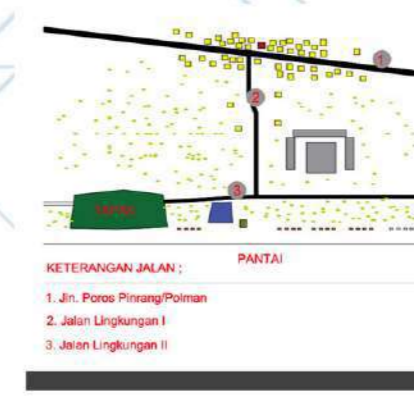 1
2
3
PANTAI
KETERANGAN JALAN ;
1. Jln. Poros Pinrang/Polman
2. Jalan Lingkungan I
3. Jalan Lingkungan II